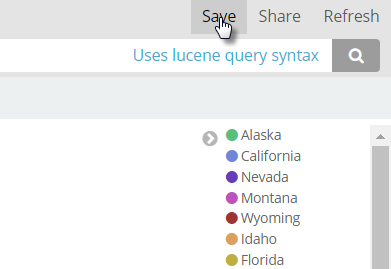 Save Share Refresh
Uses lucene query syntax
Alaska
California
Nevada
Montana
Wyoming
Idaho
Florida